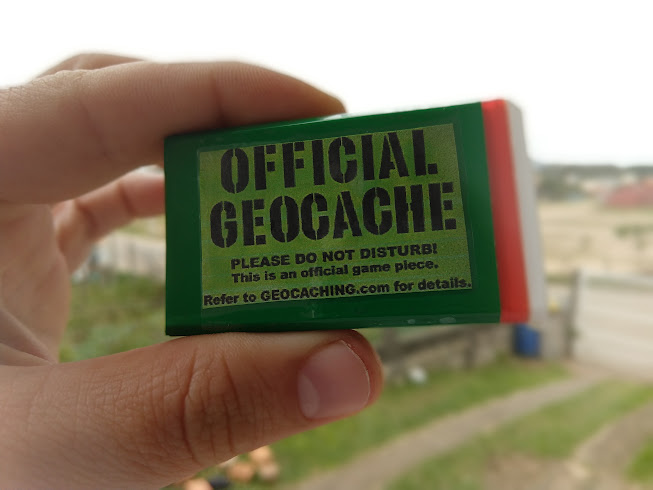 OFFICIAL
GEOCACHE
PLEASE DO NOT DISTURB!
This is an official game piece.
Refer to GEOCACHING.com for details.